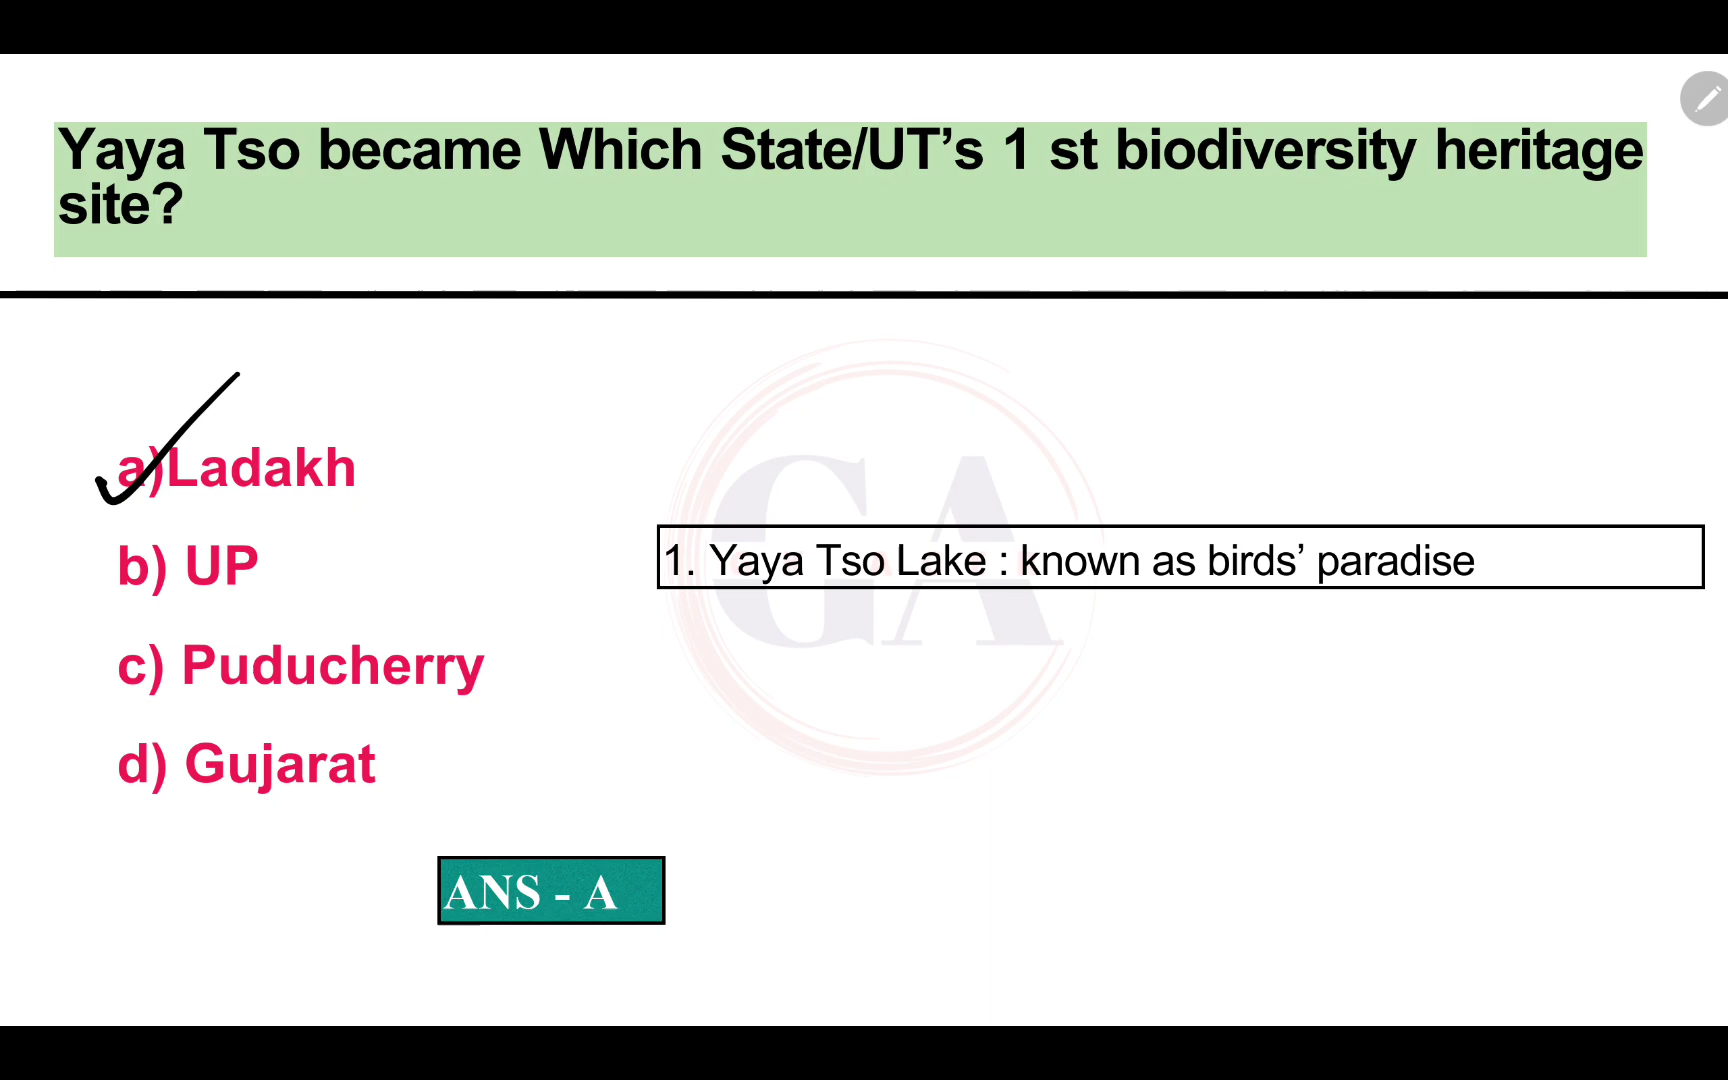 Yaya Tso became Which State/UT’s 1 st biodiversity heritage
site?
a)Ladakh
b) UP
1. Yaya Tso Lake : known as birds’ paradise
c) Puducherry
d) Gujarat
ANS - A
GA